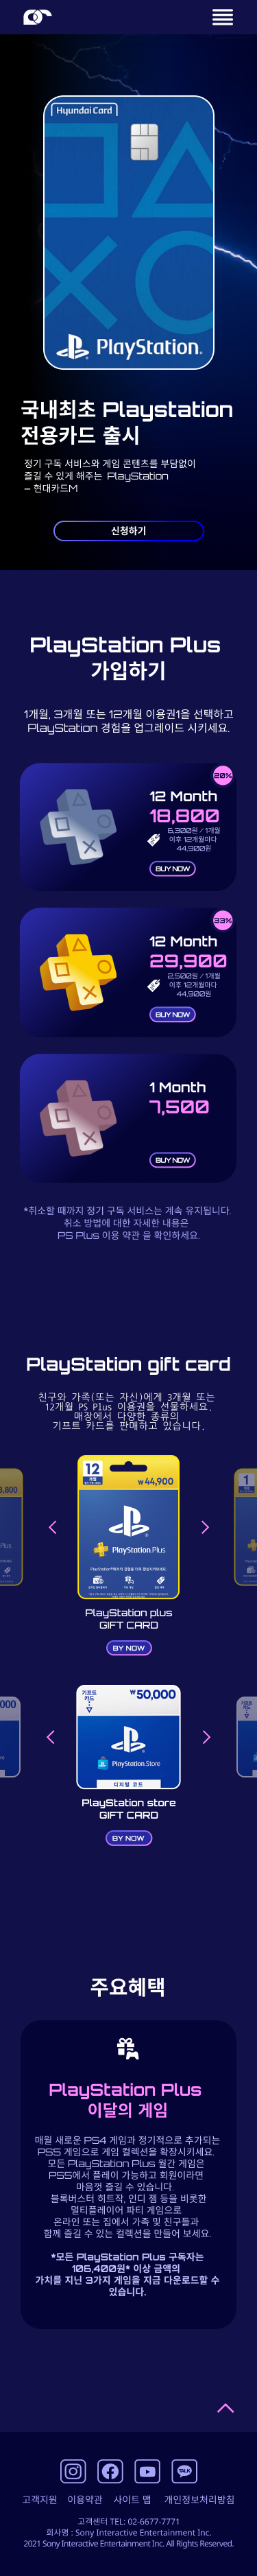 Hyundai Card
PlayStation
국내최초 Playstation
전용카드 출시
정기 구독 서비스와 게임 콘텐츠를 부담없이
즐길 수 있게 해주는 PlayStation
– 현대카드M
신청하기
PlayStation Plus
가입하기
1개월, 3개월 또는 12개월 이용권1을 선택하고
PlayStation 경험을 업그레이드 시키세요.
20%
12 Month
18,800
6,300원 / 1개월
이후 12개월마다
44,900원
BUY NOW
33%
12 Month
29,900
2,500원 / 1개월
이후 12개월마다
44,900원
BUY NOW
1 Month
7,500
BUY NOW
*취소할 때까지 정기 구독 서비스는 계속 유지됩니다.
취소 방법에 대한 자세한 내용은
PS Plus 이용 약관 을 확인하세요.
PlayStation gift card
친구와 가족(또는 자신)에게 3개월 또는
12개월 PS Plus 이용권을 선물하세요.
매장에서 다양한 종류의
기프트 카드를 판매하고 있습니다.
12
개월
₩44,900
PlayStation Plus
PlayStation plus
GIFT CARD
BY NOW
기프트
카드
₩50,000
PlayStation Store
디지털 코드
PlayStation store
GIFT CARD
BY NOW
주요혜택
PlayStation Plus
이달의 게임
매월 새로운 PS4 게임과 정기적으로 추가되는
PS5 게임으로 게임 컬렉션을 확장시키세요.
모든 PlayStation Plus 월간 게임은
PS5에서 플레이 가능하고 회원이라면
마음껏 즐길 수 있습니다.
블록버스터 히트작, 인디 젬 등을 비롯한
멀티플레이어 파티 게임으로
온라인 또는 집에서 가족 및 친구들과
함께 즐길 수 있는 컬렉션을 만들어 보세요.
*모든 PlayStation Plus 구독자는
106,400원* 이상 금액의
가치를 지닌 3가지 게임을 지금 다운로드할 수
있습니다.
TALK
고객지원 이용약관 사이트 맵 개인정보처리방침
고객센터 TEL: 02-6677-7771
회사명 : Sony Interactive Entertainment Inc.
2021 Sony Interactive Entertainment Inc. All Rights Reserved.